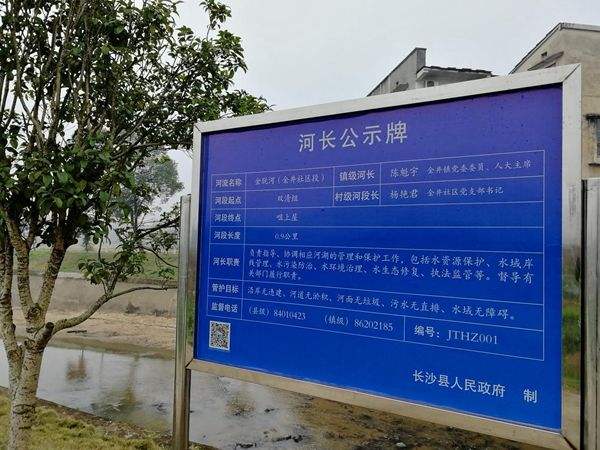 河长公示牌
河流名称 金脱河（金井社区段） 镇级河长 陈魁宇 金井镇党委委员、人大主席
河段起点 双清组 村级河段长 杨艳君 金井社区党支部书记
河段终点 咀上屋
河段长度 0.9公里
河长职责 负责指导、协调相应河湖的管理和保护工作，包括水资源保护、水域岸
线管理、水污染防治、水环境治理、水生态修复、执法监管等。督导有
关部门履行职责。
管护目标 沿岸无违建、河道无淤积、河面无垃圾、污水无直排、水域无障碍。
监督电话 （县级）84010423 （镇级）86202185 编号：JTHZ001
长沙县人民政府 制